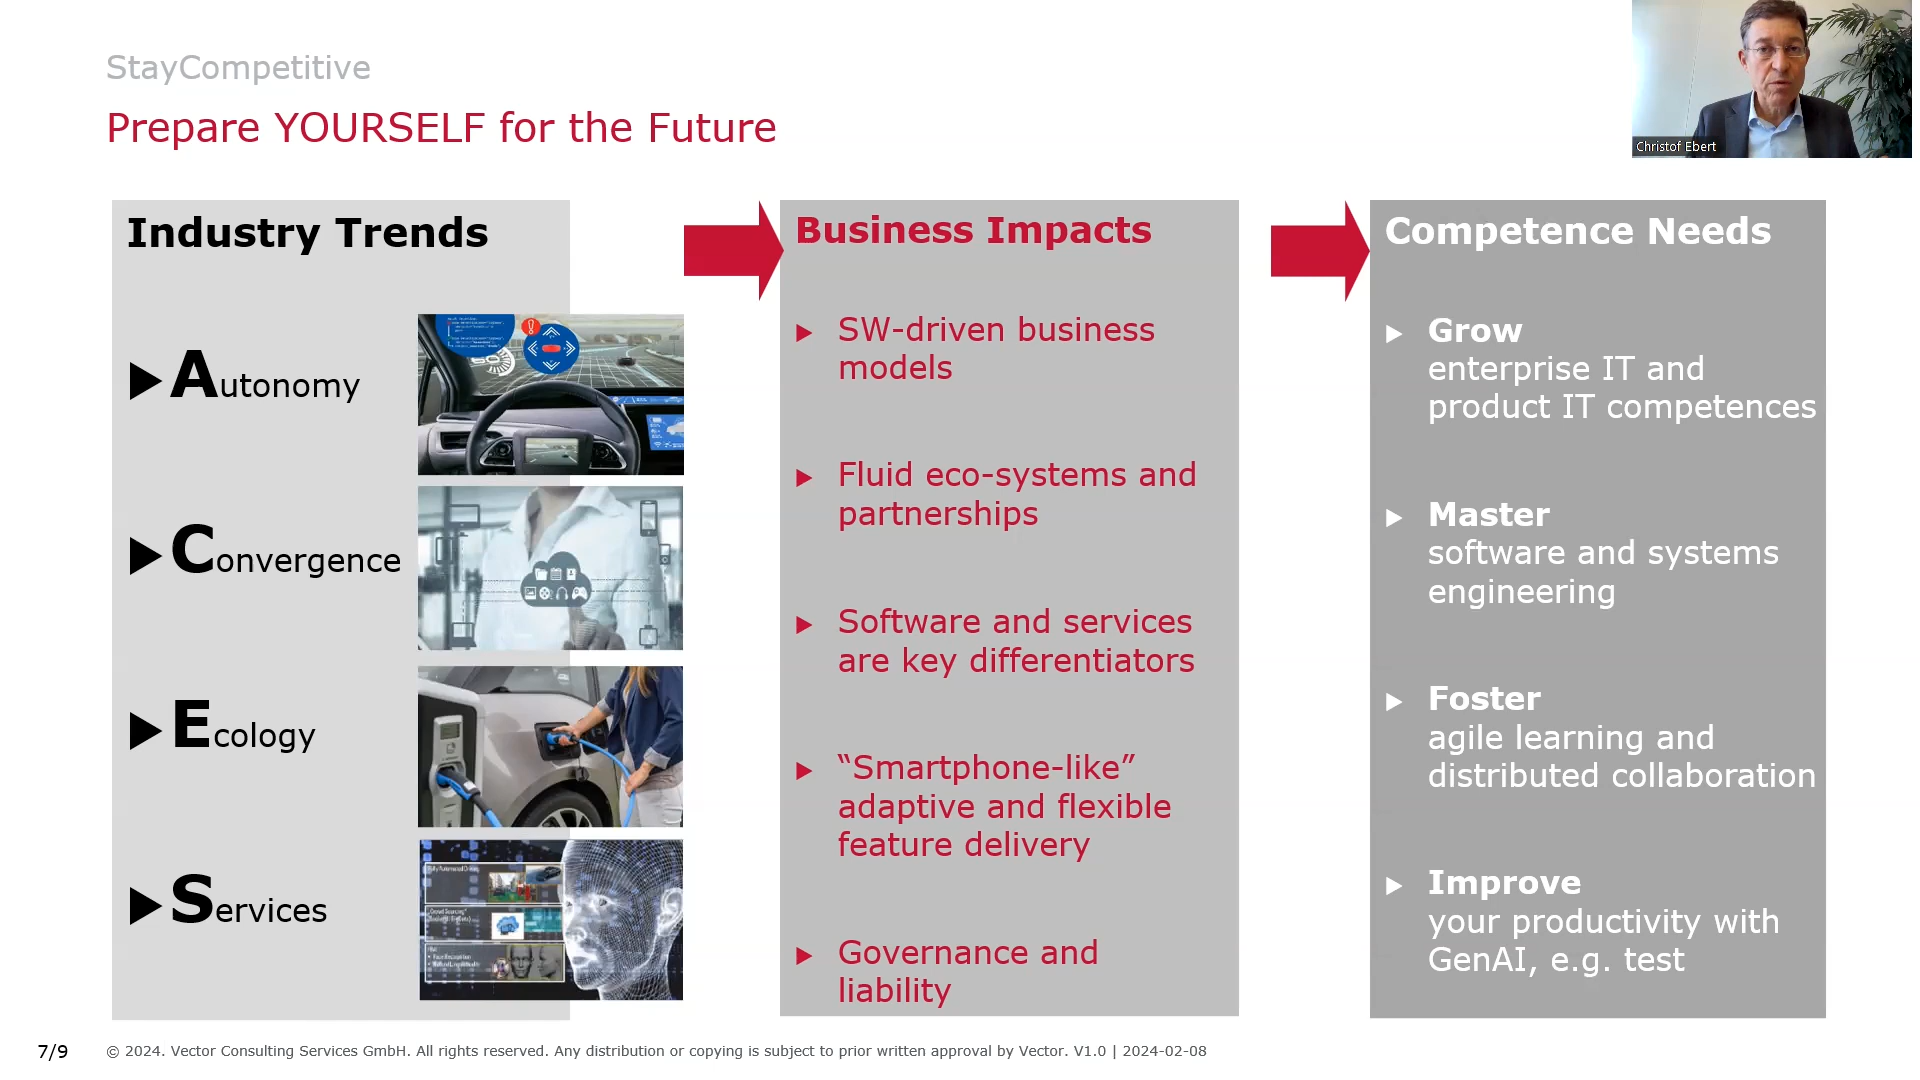 StayCompetitive
Prepare YOURSELF for the Future
Christof Ebert
Industry Trends
Autonomy
Convergence
Ecology
Services
Business Impacts
SW-driven business
models
Fluid eco-systems and
partnerships
Software and services
are key differentiators
“Smartphone-like”
adaptive and flexible
feature delivery
Governance and
liability
Competence Needs
Grow
enterprise IT and
product IT competences
Master
software and systems
engineering
Foster
agile learning and
distributed collaboration
Improve
your productivity with
GenAI, e.g. test
7/9
© 2024. Vector Consulting Services GmbH. All rights reserved. Any distribution or copying is subject to prior written approval by Vector. V1.0 | 2024-02-08